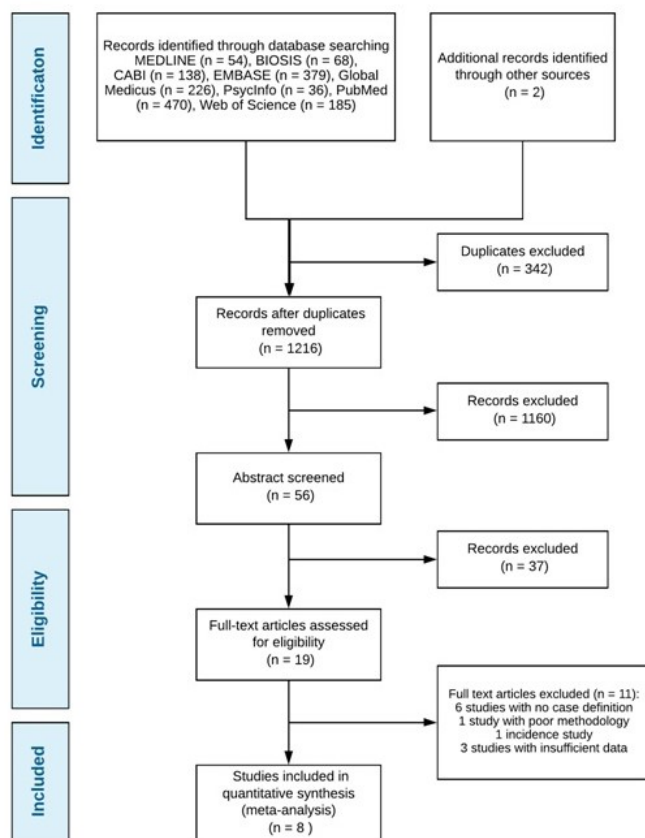 Identificaton
Records identified through database searching
MEDLINE (n = 54), BIOSIS (n = 68),
CABI (n = 138), EMBASE (n = 379), Global
Medicus (n = 226), PsycInfo (n = 36), PubMed
(n = 470), Web of Science (n = 185)
Additional records identified
through other sources
(n = 2)
Screening
Duplicates excluded
(n = 342)
Records after duplicates
removed
(n = 1216)
Records excluded
(n = 1160)
Abstract screened
(n = 56)
Eligibility
Records excluded
(n = 37)
Full-text articles assessed
for eligibility
(n = 19)
Full text articles excluded (n = 11):
6 studies with no case definition
1 study with poor methodology
1 incidence study
3 studies with insufficient data
Included
Studies included in
quantitative synthesis
(meta-analysis)
(n = 8 )